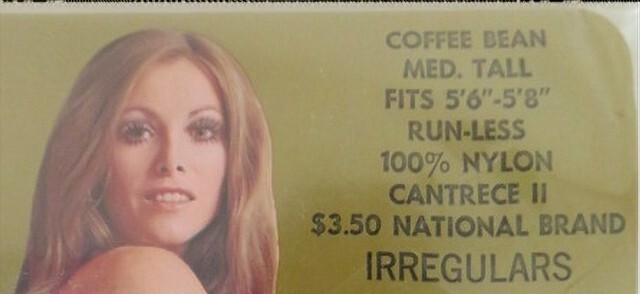 COFFEE BEAN
MED. TALL
FITS 5'6"-5'8"
RUN-LESS
100% NYLON
CANTRECE II
$3.50 NATIONAL BRAND
IRREGULARS